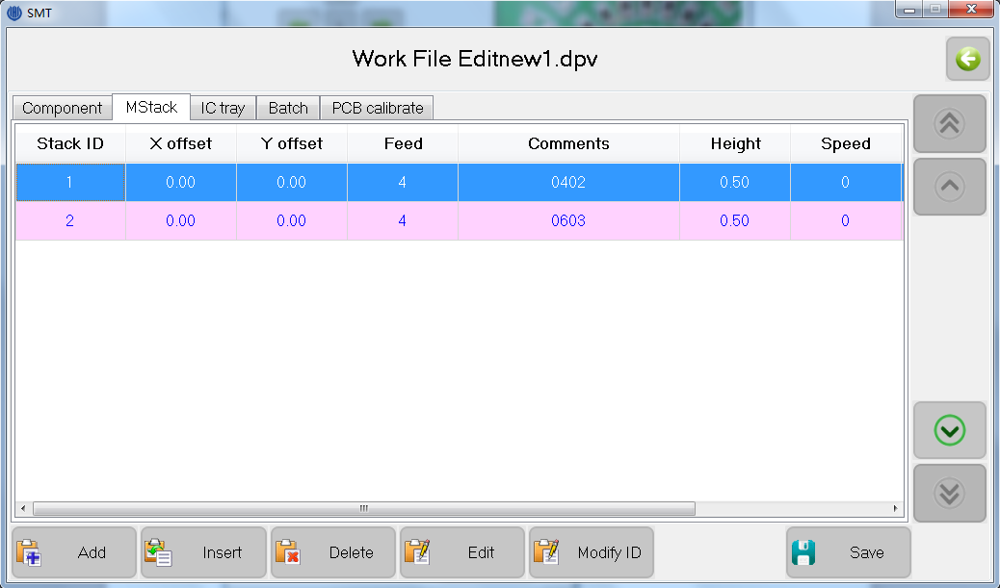 SMT
Work File Editnew1.dpv
Component MStack IC tray Batch PCB calibrate
Stack ID X offset Y offset Feed Comments Height Speed
1 0.00 0.00 4 0402 0.50 0
2 0.00 0.00 4 0603 0.50 0
Add Insert Delete Edit Modify ID Save